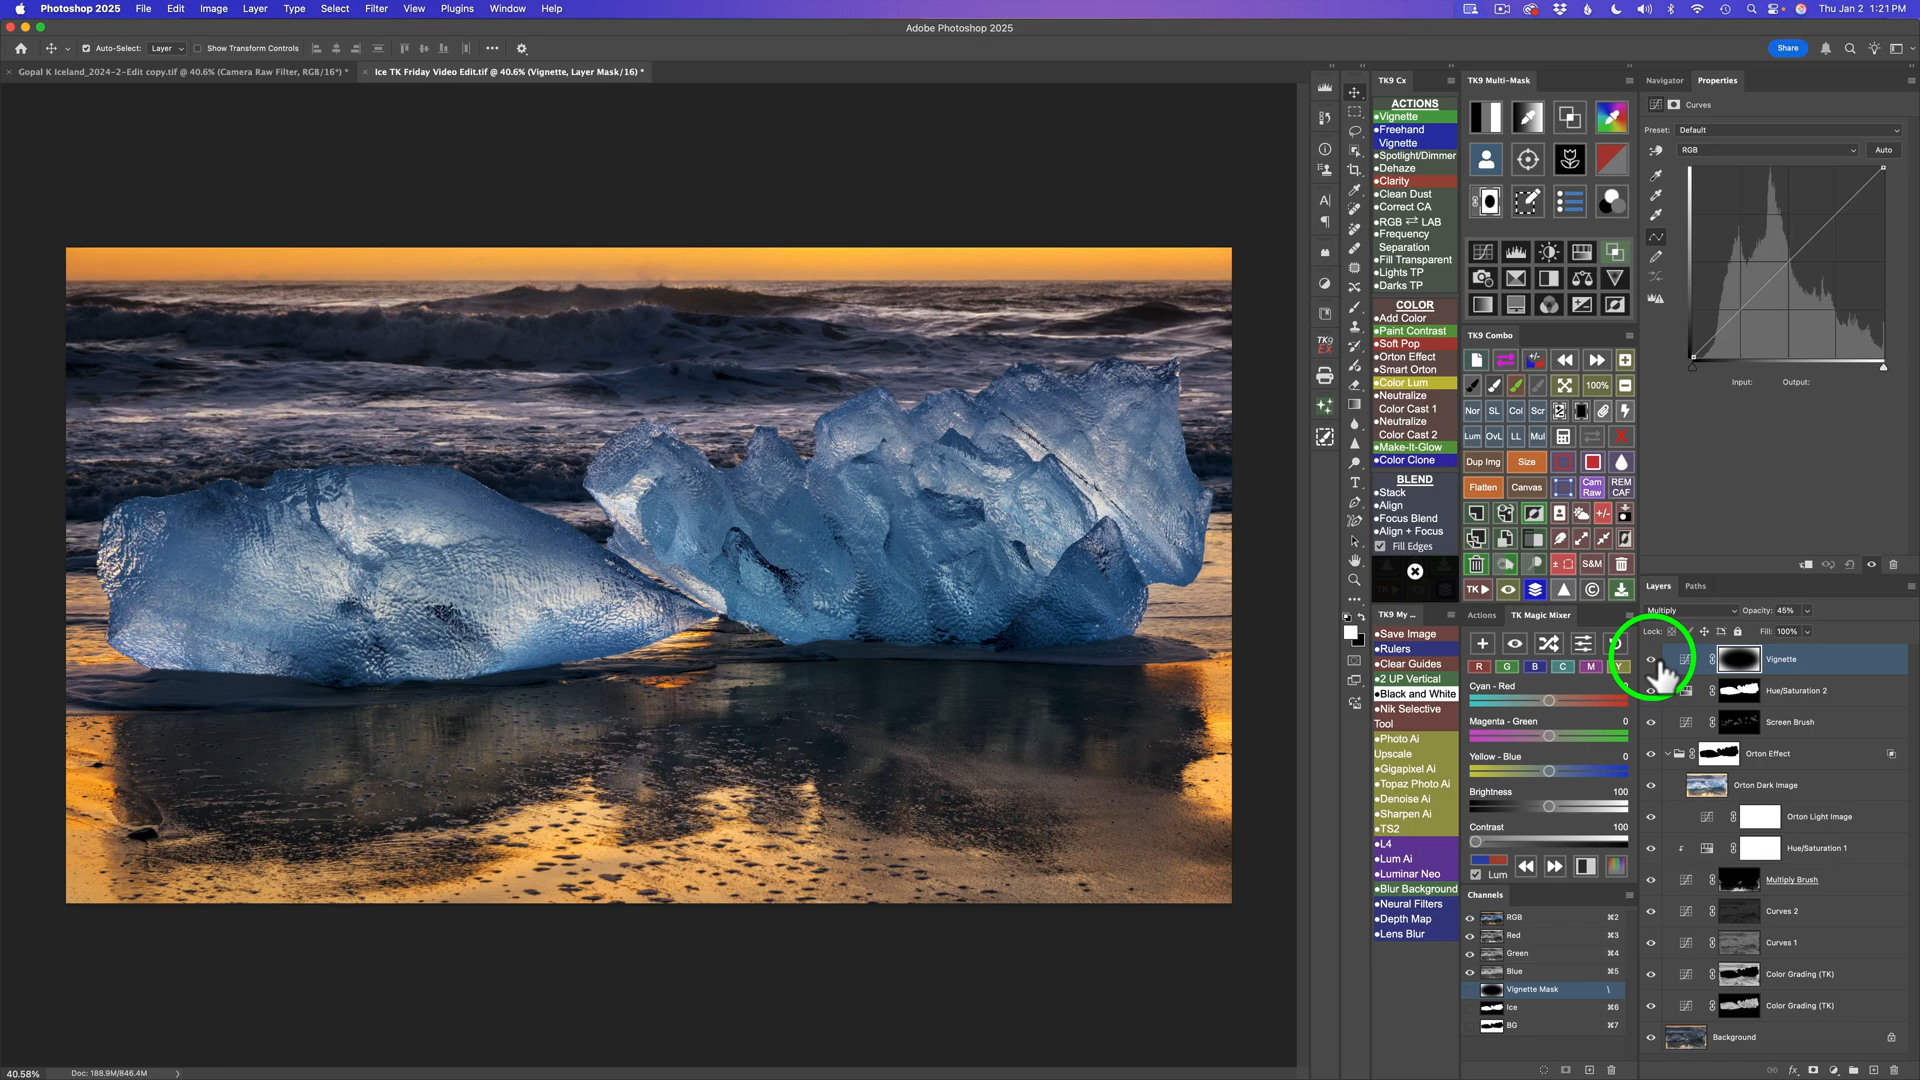 Photoshop 2025 File Edit Image Layer Type Select Filter View Plugins Window Help
Thu Jan 2 1:21 PM
Adobe Photoshop 2025
Auto-Select: Layer Show Transform Controls
Share
Gopal K Iceland_2024-2-Edit copy.tif @ 40.6% (Camera Raw Filter, RGB/16*) *
Ice TK Friday Video Edit.tif @ 40.6% (Vignette, Layer Mask/16) *
TK9 Cx
ACTIONS
Vignette
Freehand
Vignette
Spotlight/Dimmer
Dehaze
Clarity
Clean Dust
Correct CA
RGB ⇄ LAB
Frequency
Separation
Fill Transparent
Lights TP
Darks TP
COLOR
Add Color
Paint Contrast
Soft Pop
Orton Effect
Smart Orton
Color Lum
Neutralize
Color Cast 1
Neutralize
Color Cast 2
Make-It-Glow
Color Clone
BLEND
Stack
Align
Focus Blend
Align + Focus
Fill Edges
TK9 My ...
Save Image
Rulers
Clear Guides
2 UP Vertical
Black and White
Nik Selective
Tool
Photo Ai
Upscale
Gigapixel Ai
Topaz Photo Ai
Denoise Ai
Sharpen Ai
TS2
L4
Lum Ai
Luminar Neo
Blur Background
Neural Filters
Depth Map
Lens Blur
TK9
EX
TK9 Multi-Mask
TK9 Combo
100%
Nor SL Col Scr
Lum OvL LL Mul
Dup Img Size
Flatten Canvas Cam Raw REM CAF
S&M
TK
Actions TK Magic Mixer
R G B C M Y
Cyan - Red 0
Magenta - Green 0
Yellow - Blue 0
Brightness 100
Contrast 100
Lum
Channels
RGB ⌘2
Red ⌘3
Green ⌘4
Blue ⌘5
Vignette Mask \
Ice ⌘6
BG ⌘7
Navigator Properties
Curves
Preset: Default
RGB Auto
Input: Output:
Layers Paths
Multiply Opacity: 45%
Lock: Fill: 100%
Vignette
Hue/Saturation 2
Screen Brush
Orton Effect
Orton Dark Image
Orton Light Image
Hue/Saturation 1
Multiply Brush
Curves 2
Curves 1
Color Grading (TK)
Color Grading (TK)
Background
40.58% Doc: 188.9M/846.4M